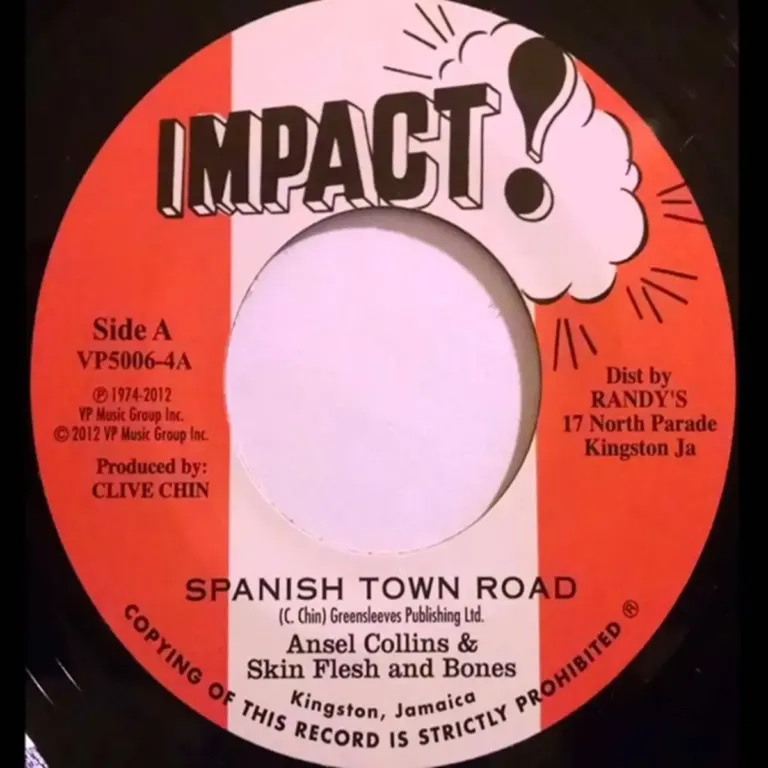 IMPACT!
Side A
VP5006-4A
℗ 1974-2012
VP Music Group Inc.
© 2012 VP Music Group Inc.
Produced by:
CLIVE CHIN
Dist by
RANDY'S
17 North Parade
Kingston Ja
SPANISH TOWN ROAD
(C. Chin) Greensleeves Publishing Ltd.
Ansel Collins &
Skin Flesh and Bones
Kingston, Jamaica
COPYING OF THIS RECORD IS STRICTLY PROHIBITED ®